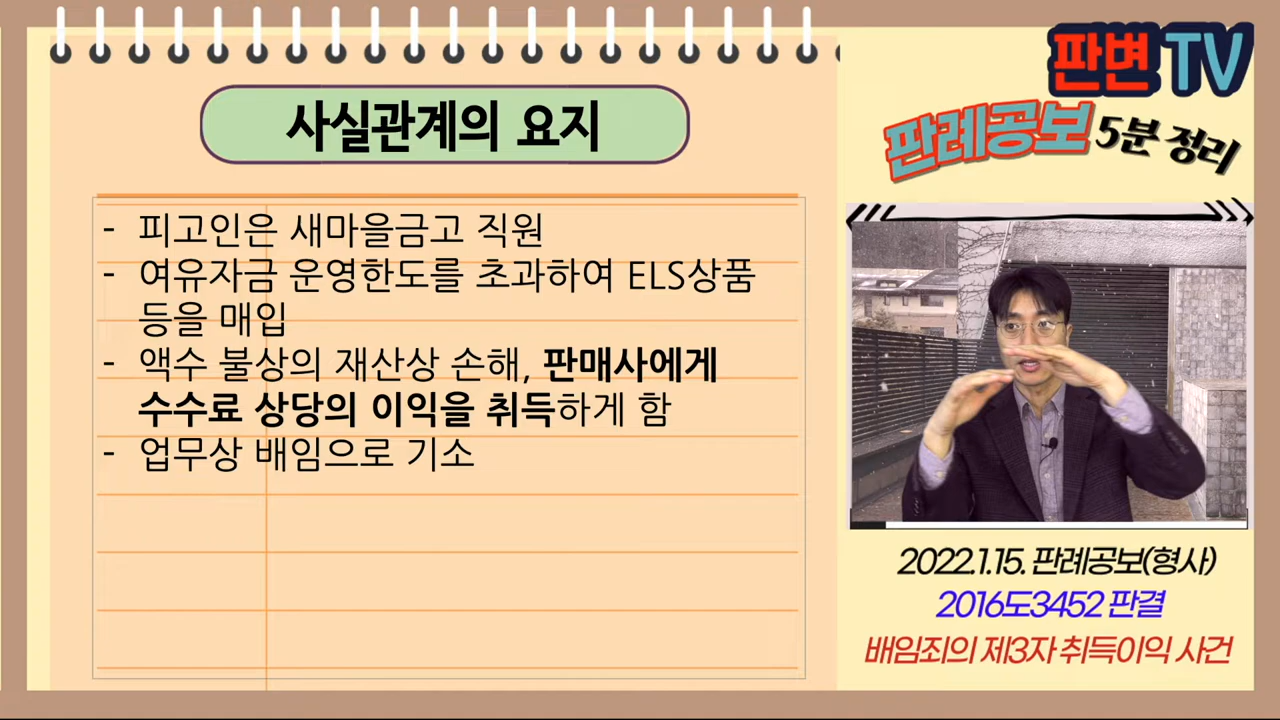 사실관계의 요지
- 피고인은 새마을금고 직원
- 여유자금 운영한도를 초과하여 ELS상품
등을 매입
- 액수 불상의 재산상 손해, 판매사에게
수수료 상당의 이익을 취득하게 함
- 업무상 배임으로 기소
판변 TV
판례공보 5분 정리
2022.1.15. 판례공보(형사)
2016도3452 판결
배임죄의 제3자 취득이익 사건